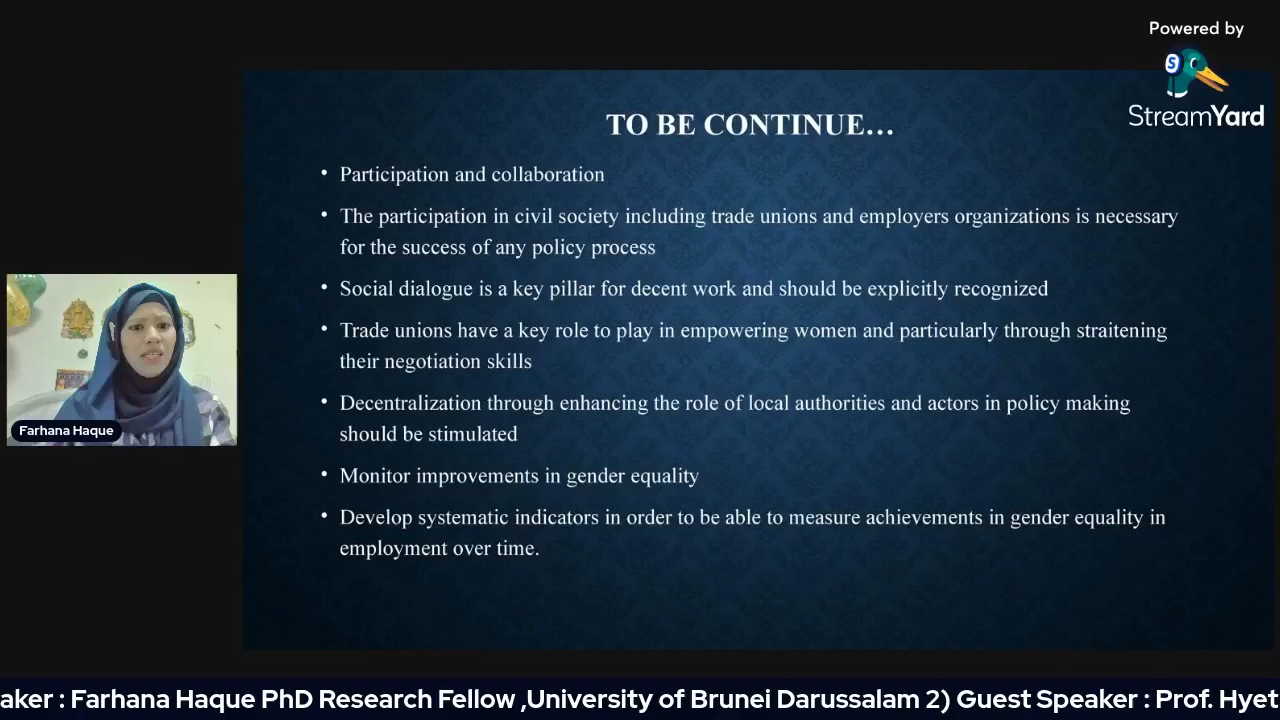 Powered by
S
StreamYard
TO BE CONTINUE...
• Participation and collaboration
• The participation in civil society including trade unions and employers organizations is necessary
for the success of any policy process
• Social dialogue is a key pillar for decent work and should be explicitly recognized
• Trade unions have a key role to play in empowering women and particularly through straitening
their negotiation skills
• Decentralization through enhancing the role of local authorities and actors in policy making
should be stimulated
• Monitor improvements in gender equality
• Develop systematic indicators in order to be able to measure achievements in gender equality in
employment over time.
Farhana Haque
aker : Farhana Haque PhD Research Fellow ,University of Brunei Darussalam 2) Guest Speaker : Prof. Hyet